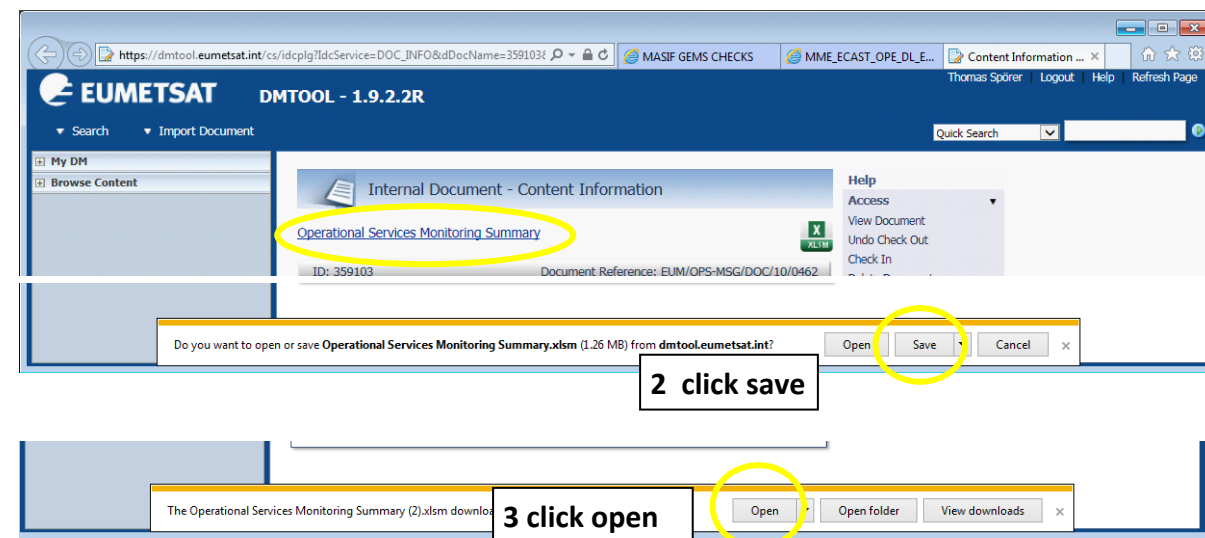 https://dmtool.eumetsat.int/cs/idcplg?IdcService=DOC_INFO&dDocName=359103& MASIF GEMS CHECKS MME_ECAST_OPE_DL_E... Content Information ...
Thomas Spörer Logout Help Refresh Page
EUMETSAT DMTOOL - 1.9.2.2R
Search Import Document Quick Search
My DM
Browse Content
Internal Document - Content Information
Help
Access
Operational Services Monitoring Summary
XLSM
View Document
Undo Check Out
Check In
ID: 359103 Document Reference: EUM/OPS-MSG/DOC/10/0462
Do you want to open or save Operational Services Monitoring Summary.xlsm (1.26 MB) from dmtool.eumetsat.int? Open Save Cancel
2 click save
The Operational Services Monitoring Summary (2).xlsm Open Open folder View downloads
3 click open